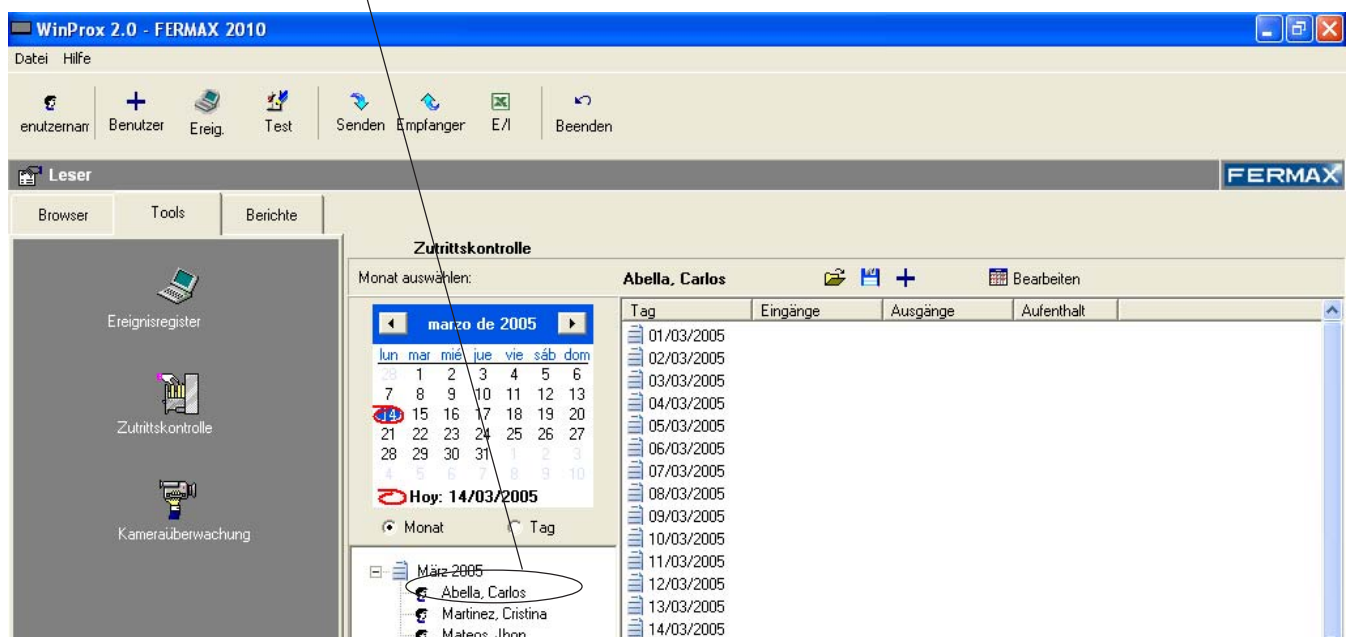 WinProx 2.0 - FERMAX 2010
Datei Hilfe
enutzernam Benutzer Ereig. Test Senden Empfanger E/I Beenden
Leser FERMAX
Browser Tools Berichte
Zutrittskontrolle
Monat auswählen: Abella, Carlos Bearbeiten
Tag Eingänge Ausgänge Aufenthalt
marzo de 2005
lun mar mié jue vie sáb dom
28 1 2 3 4 5 6
7 8 9 10 11 12 13
14 15 16 17 18 19 20
21 22 23 24 25 26 27
28 29 30 31 1 2 3
4 5 6 7 8 9 10
Hoy: 14/03/2005
Monat Tag
März 2005
Abella, Carlos
Martinez, Cristina
Mateos, Jhon
01/03/2005
02/03/2005
03/03/2005
04/03/2005
05/03/2005
06/03/2005
07/03/2005
08/03/2005
09/03/2005
10/03/2005
11/03/2005
12/03/2005
13/03/2005
14/03/2005
Ereignisregister
Zutrittskontrolle
Kameraüberwachung